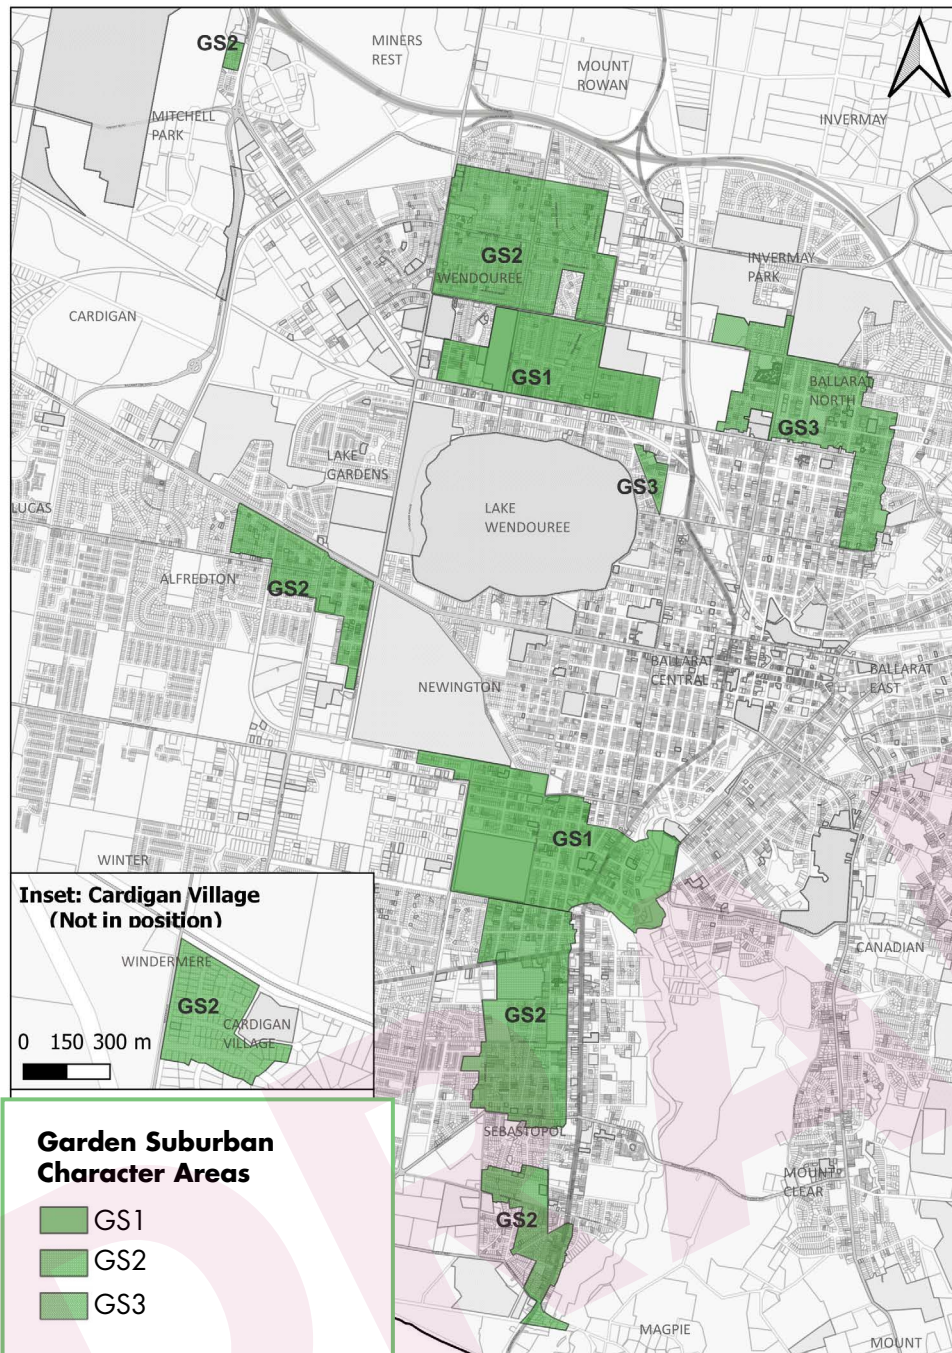 GS2
MINERS
REST
MOUNT
ROWAN
MITCHELL
PARK
INVERMAY
GS2
WENDOUREE
INVERMAY
PARK
CARDIGAN
GS1
BALLARAT
NORTH
GS3
LAKE
GARDENS
GS3
LUCAS
LAKE
WENDOUREE
ALFREDTON
GS2
BALLARAT
CENTRAL
BALLARAT
EAST
NEWINGTON
GS1
WINTER
Inset: Cardigan Village
(Not in position)
WINDERMERE
GS2
CARDIGAN
VILLAGE
0 150 300 m
CANADIAN
GS2
SEBASTOPOL
MOUNT
CLEAR
GS2
MAGPIE
MOUNT
Garden Suburban
Character Areas
GS1
GS2
GS3
DRA